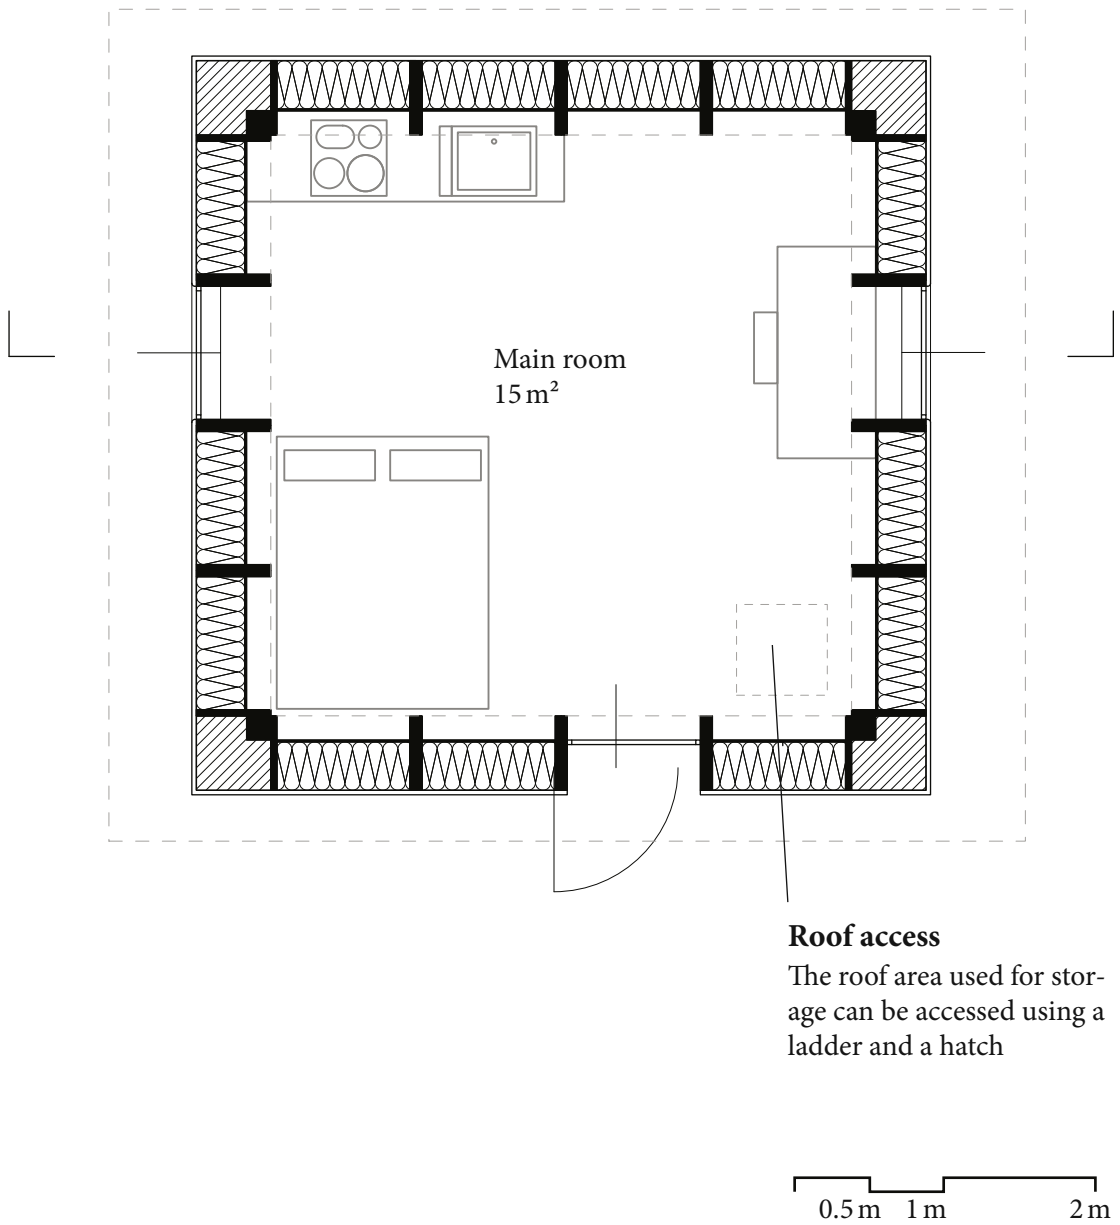 Main room
15 m²
Roof access
The roof area used for stor-
age can be accessed using a
ladder and a hatch
0.5 m 1 m 2 m